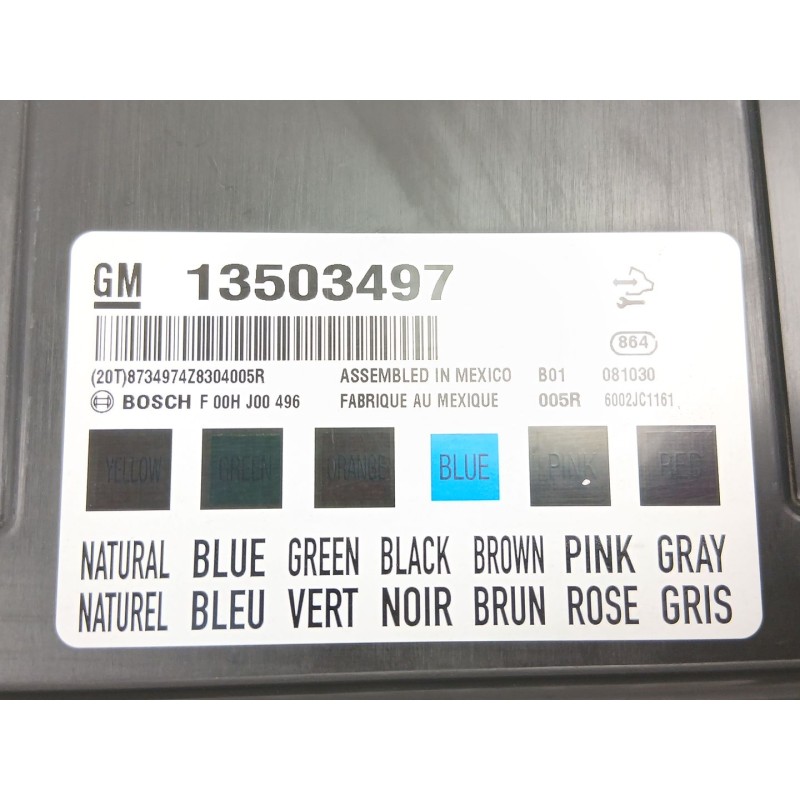 GM 13503497
864
(20T)8734974Z8304005R ASSEMBLED IN MEXICO B01 081030
BOSCH F 00H J00 496 FABRIQUE AU MEXIQUE 005R 6002JC1161
YELLOW GREEN ORANGE BLUE PINK RED
NATURAL BLUE GREEN BLACK BROWN PINK GRAY
NATUREL BLEU VERT NOIR BRUN ROSE GRIS